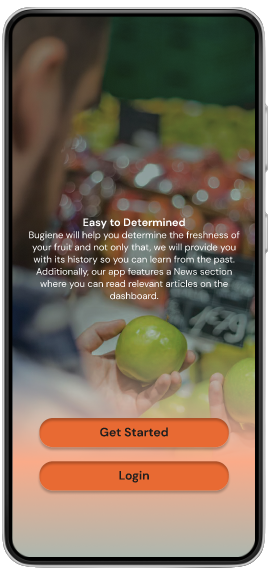 Easy to Determined
Bugiene will help you determine the freshness of
your fruit and not only that, we will provide you
with its history so you can learn from the past.
Additionally, our app features a News section
where you can read relevant articles on the
dashboard.
Get Started
Login